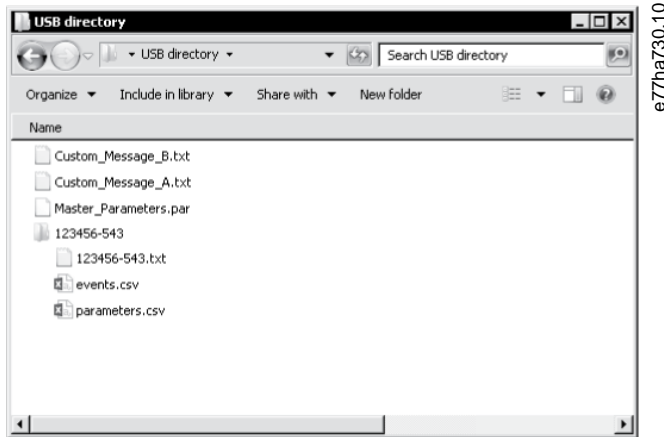 USB directory
USB directory
Search USB directory
Organize Include in library Share with New folder
Name
Custom_Message_B.txt
Custom_Message_A.txt
Master_Parameters.par
123456-543
123456-543.txt
events.csv
parameters.csv
e77ha730.10